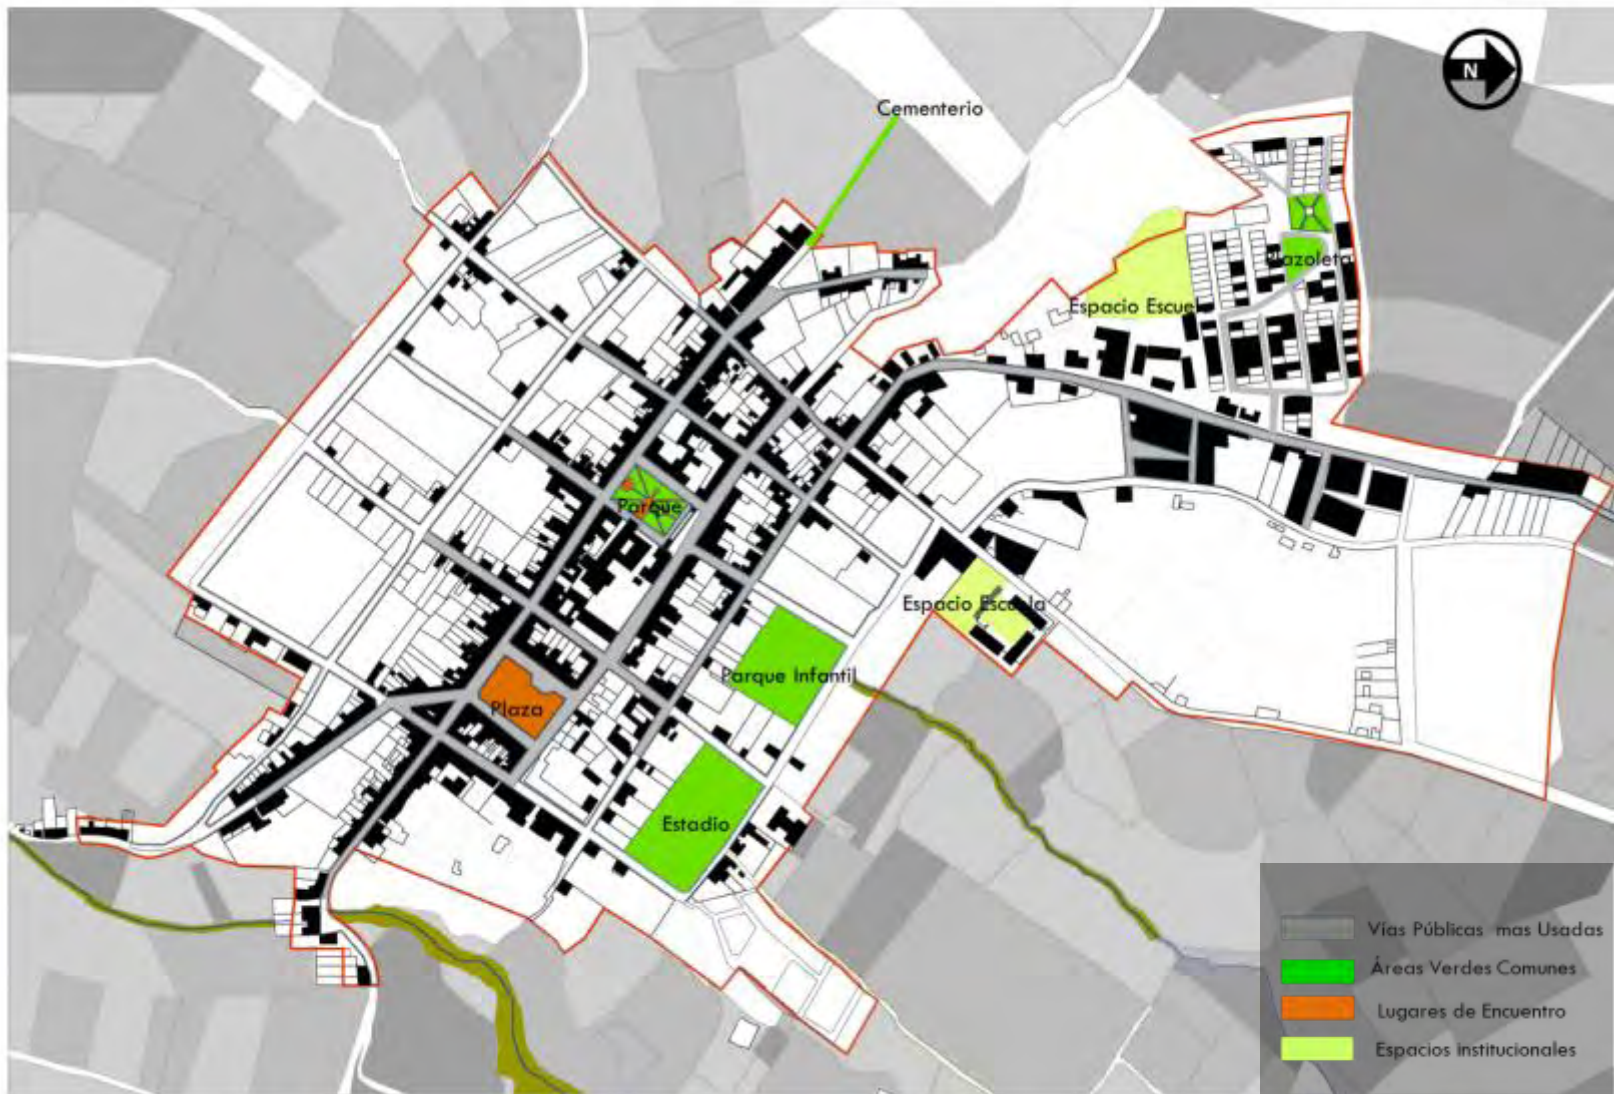 N
Cementerio
Plazoleta
Espacio Escuel
Parque
Espacio Escuela
Parque Infantil
Plaza
Estadio
Vías Públicas mas Usadas
Áreas Verdes Comunes
Lugares de Encuentro
Espacios institucionales